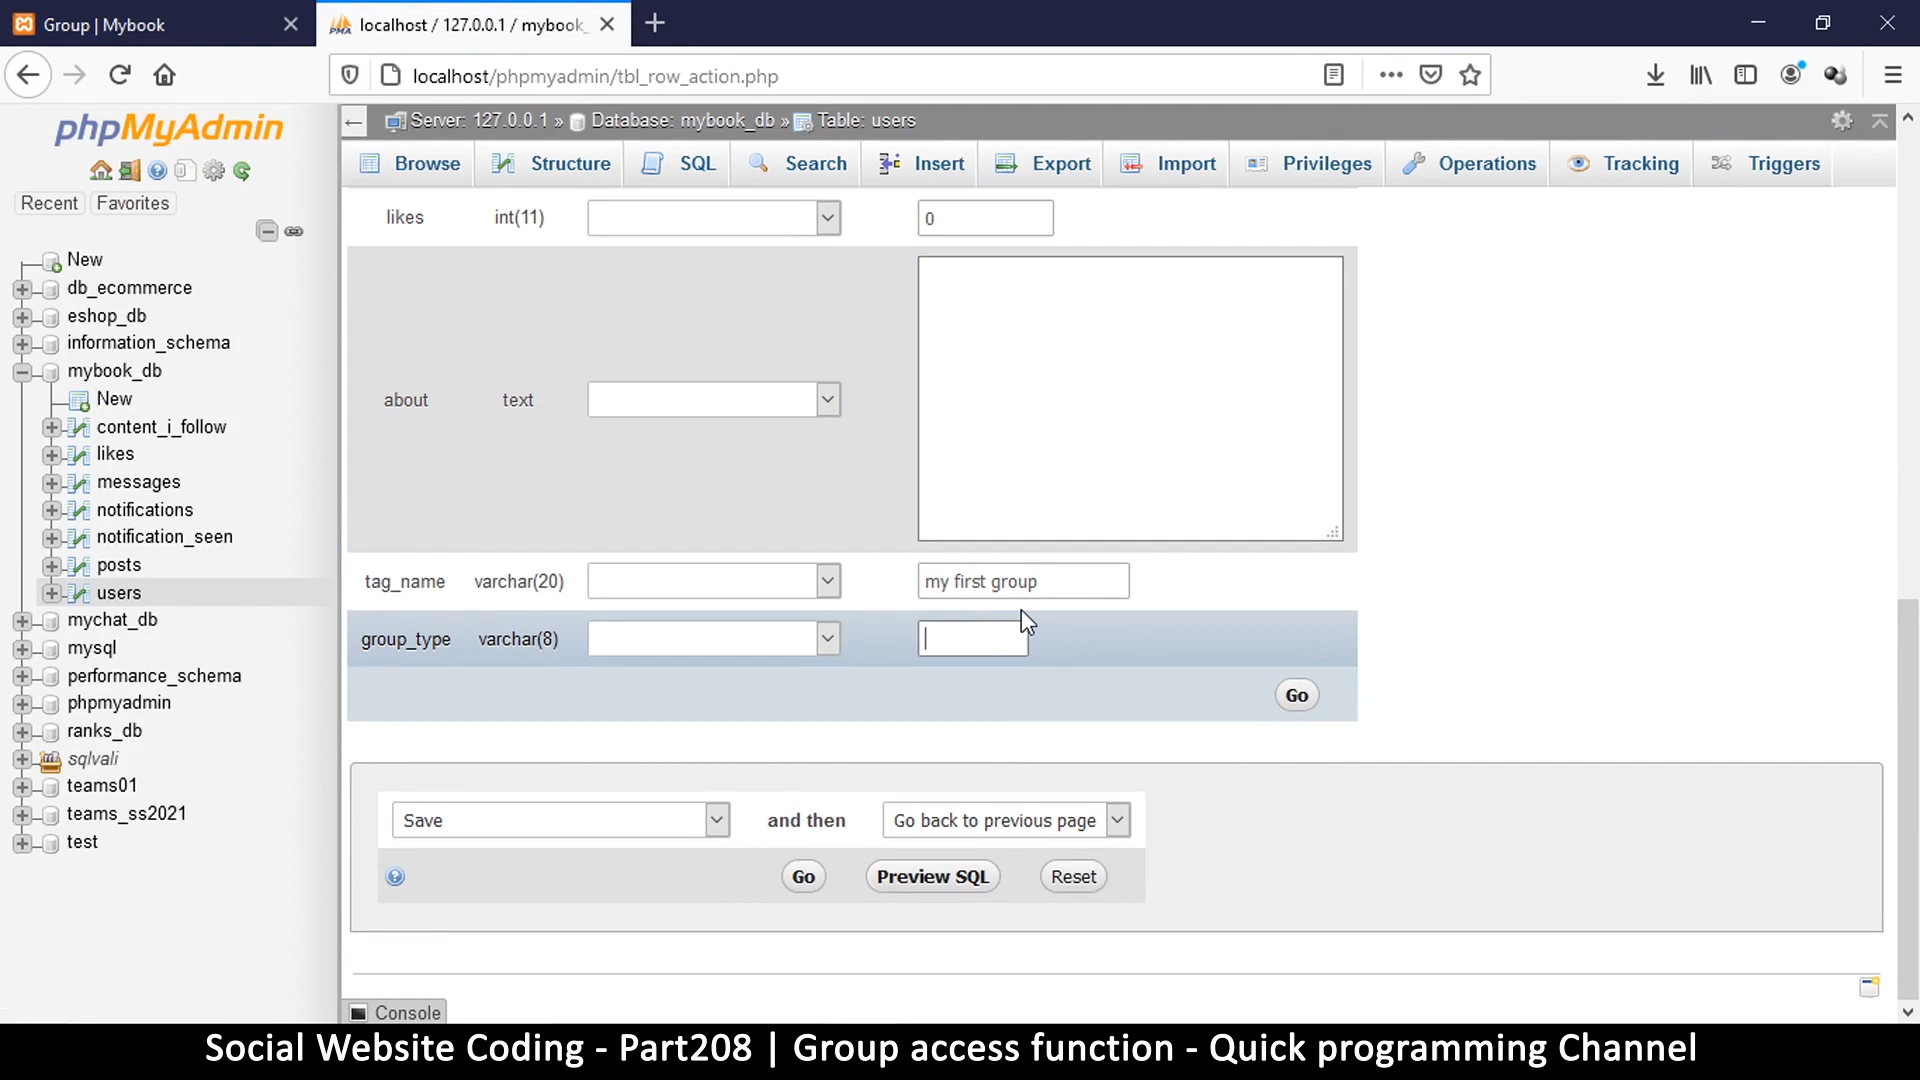 Group | Mybook
localhost / 127.0.0.1 / mybook_
localhost/phpmyadmin/tbl_row_action.php
phpMyAdmin
Recent Favorites
New
db_ecommerce
eshop_db
information_schema
mybook_db
New
content_i_follow
likes
messages
notifications
notification_seen
posts
users
mychat_db
mysql
performance_schema
phpmyadmin
ranks_db
sqlvali
teams01
teams_ss2021
test
Server: 127.0.0.1 » Database: mybook_db » Table: users
Browse Structure SQL Search Insert Export Import Privileges Operations Tracking Triggers
likes int(11) 0
about text
tag_name varchar(20) my first group
group_type varchar(8)
Go
Save and then Go back to previous page
Go Preview SQL Reset
Console
Social Website Coding - Part208 | Group access function - Quick programming Channel